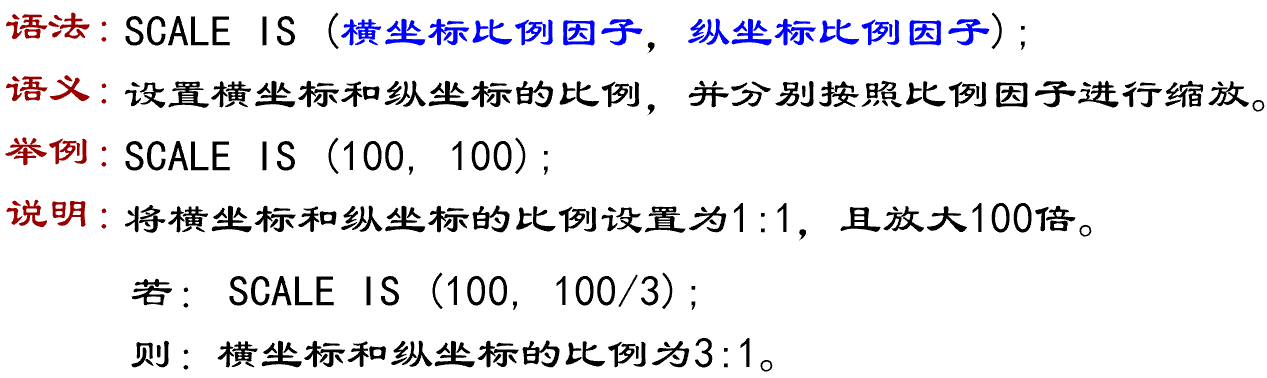 语法：SCALE IS (横坐标比例因子，纵坐标比例因子);
语义：设置横坐标和纵坐标的比例，并分别按照比例因子进行缩放。
举例：SCALE IS (100, 100);
说明：将横坐标和纵坐标的比例设置为1:1，且放大100倍。
若： SCALE IS (100, 100/3);
则：横坐标和纵坐标的比例为3:1。